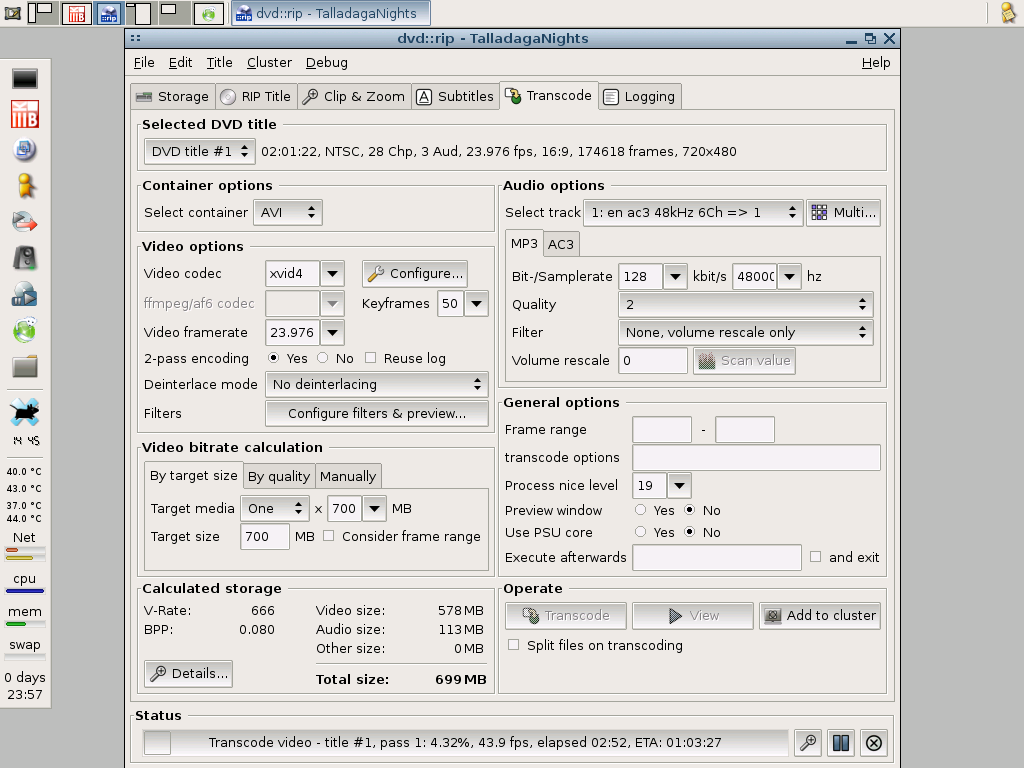 dvd::rip - TalladagaNights
dvd::rip - TalladagaNights
File Edit Title Cluster Debug Help
Storage RIP Title Clip & Zoom Subtitles Transcode Logging
Selected DVD title
DVD title #1 02:01:22, NTSC, 28 Chp, 3 Aud, 23.976 fps, 16:9, 174618 frames, 720x480
Container options
Select container AVI
Video options
Video codec xvid4 Configure...
ffmpeg/af6 codec Keyframes 50
Video framerate 23.976
2-pass encoding Yes No Reuse log
Deinterlace mode No deinterlacing
Filters Configure filters & preview...
Video bitrate calculation
By target size By quality Manually
Target media One x 700 MB
Target size 700 MB Consider frame range
Calculated storage
V-Rate: 666 Video size: 578 MB
BPP: 0.080 Audio size: 113 MB
Other size: 0 MB
Details... Total size: 699 MB
Audio options
Select track 1: en ac3 48kHz 6Ch => 1 Multi...
MP3 AC3
Bit-/Samplerate 128 kbit/s 4800 hz
Quality 2
Filter None, volume rescale only
Volume rescale 0 Scan value
General options
Frame range -
transcode options
Process nice level 19
Preview window Yes No
Use PSU core Yes No
Execute afterwards and exit
Operate
Transcode View Add to cluster
Split files on transcoding
Status
Transcode video - title #1, pass 1: 4.32%, 43.9 fps, elapsed 02:52, ETA: 01:03:27
14 45
40.0 °C
43.0 °C
37.0 °C
44.0 °C
Net
cpu
mem
swap
0 days
23:57